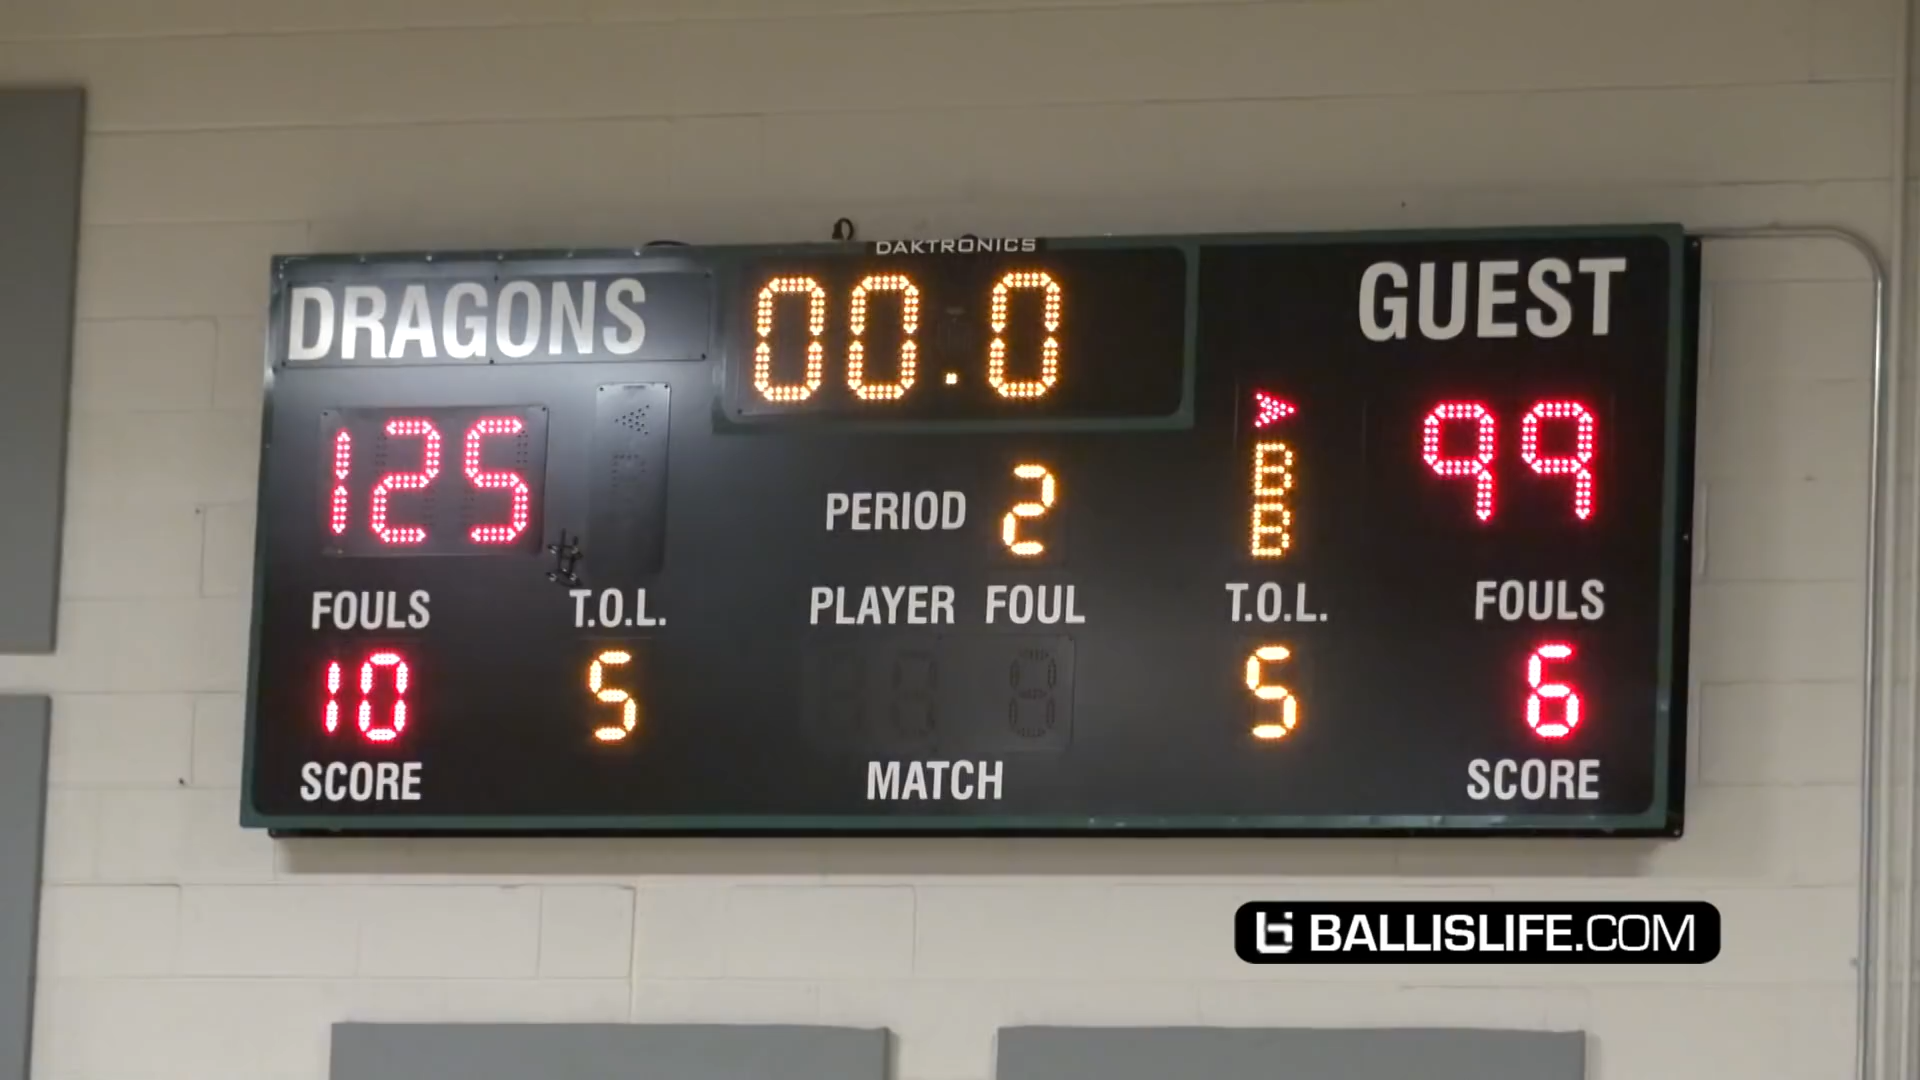 DAKTRONICS
DRAGONS 00.0 GUEST
125 PERIOD 2 B B 99
FOULS T.O.L. PLAYER FOUL T.O.L. FOULS
10 5 5 6
SCORE MATCH SCORE
BALLISLIFE.COM